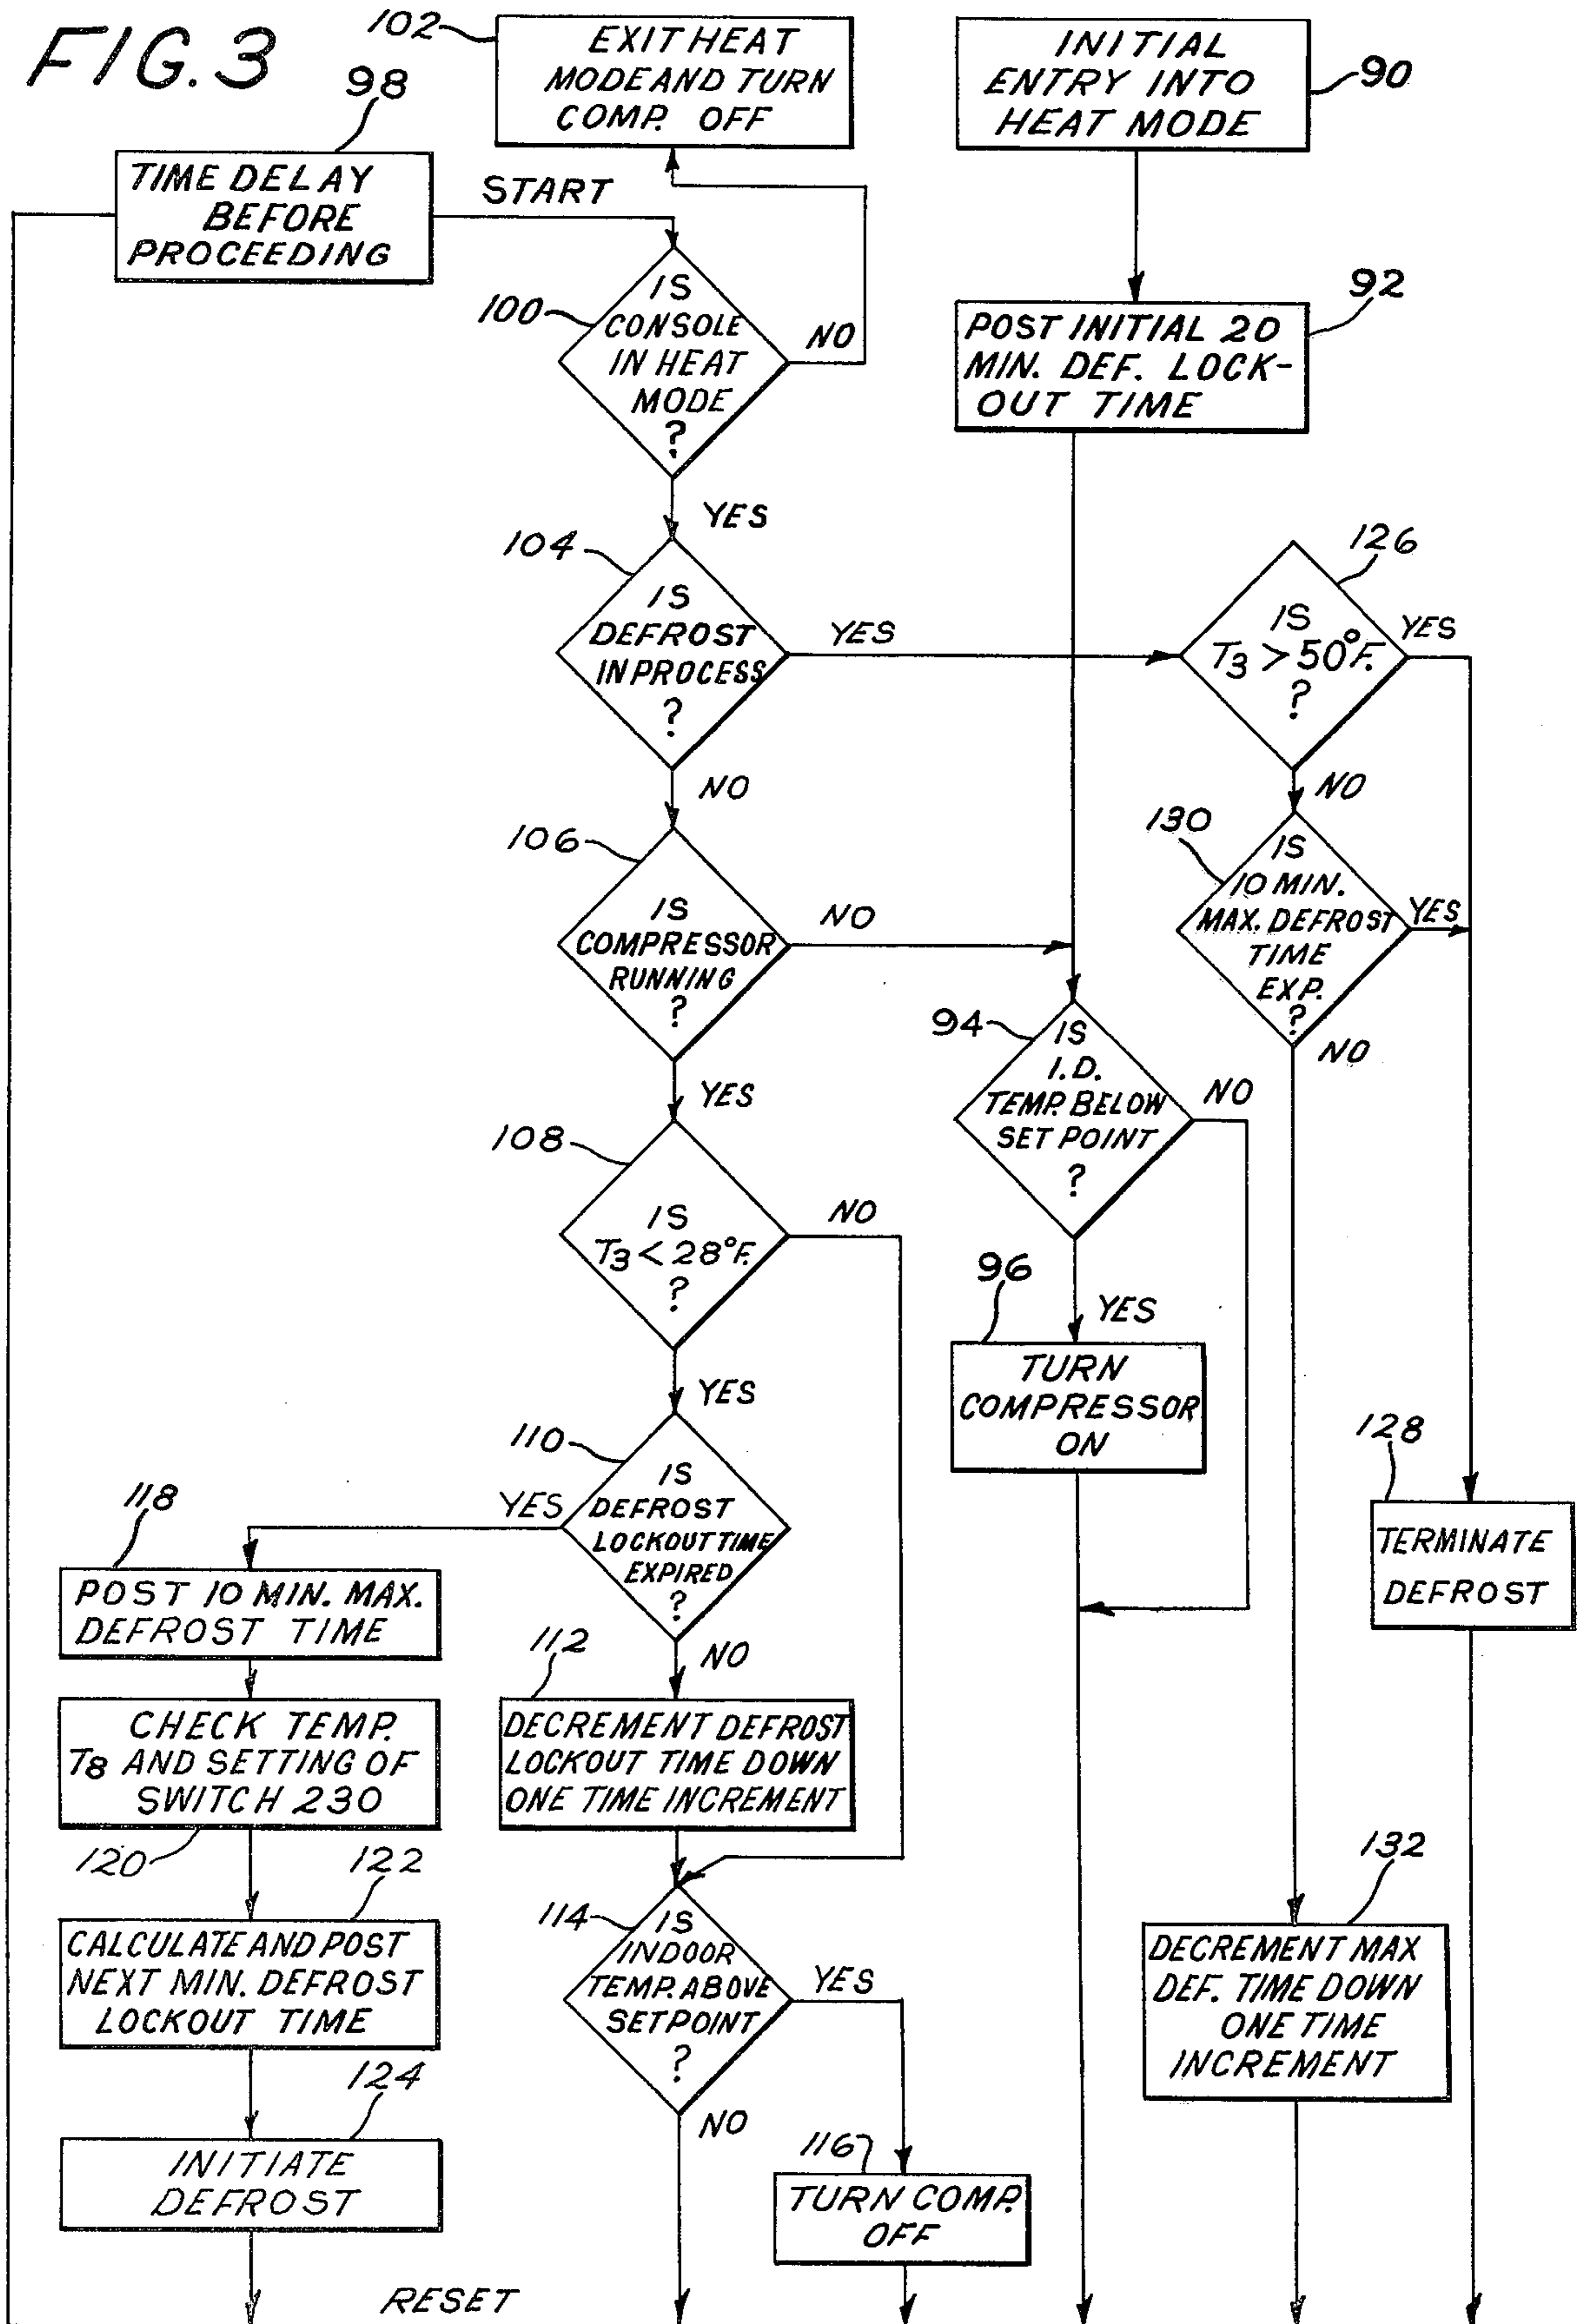 FIG. 3
102
EXIT HEAT
MODE AND TURN
COMP. OFF
INITIAL
ENTRY INTO
HEAT MODE
90
98
TIME DELAY
BEFORE
PROCEEDING
START
100
IS
CONSOLE
IN HEAT
MODE
?
NO
YES
92
POST INITIAL 20
MIN. DEF. LOCK-
OUT TIME
104
IS
DEFROST
IN PROCESS
?
YES
NO
126
IS
T3 > 50°F.
?
YES
NO
106
IS
COMPRESSOR
RUNNING
?
NO
YES
130
IS
10 MIN.
MAX. DEFROST
TIME
EXP.
?
YES
NO
94
IS
I.D.
TEMP. BELOW
SET POINT
?
NO
YES
108
IS
T3 < 28°F.
?
NO
YES
96
TURN
COMPRESSOR
ON
110
IS
DEFROST
LOCKOUT TIME
EXPIRED
?
YES
NO
128
TERMINATE
DEFROST
118
POST 10 MIN. MAX.
DEFROST TIME
112
DECREMENT DEFROST
LOCKOUT TIME DOWN
ONE TIME INCREMENT
CHECK TEMP.
T8 AND SETTING OF
SWITCH 230
120
122
CALCULATE AND POST
NEXT MIN. DEFROST
LOCKOUT TIME
114
IS
INDOOR
TEMP. ABOVE
SETPOINT
?
YES
NO
132
DECREMENT MAX
DEF. TIME DOWN
ONE TIME
INCREMENT
124
INITIATE
DEFROST
116
TURN COMP.
OFF
RESET